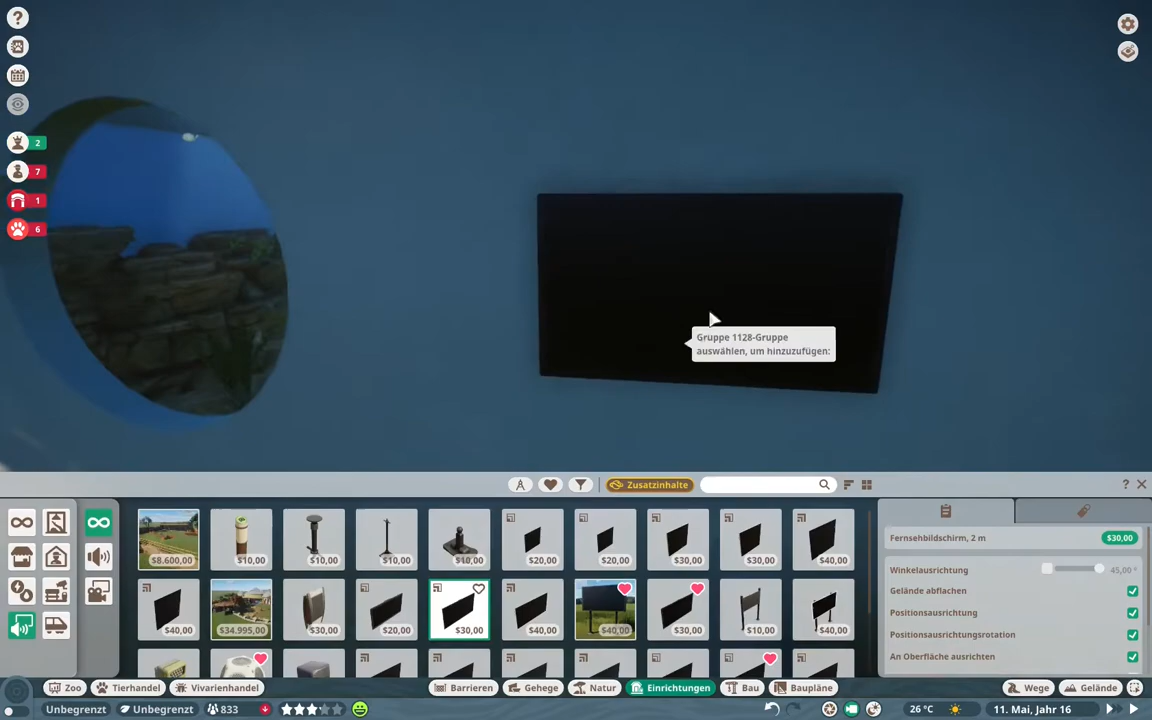 ?
2
7
1
6
Gruppe 1128-Gruppe
auswählen, um hinzuzufügen:
Zusatzinhalte
?
$8.600,00
$10,00
$10,00
$10,00
$10,00
$20,00
$20,00
$30,00
$30,00
$40,00
$40,00
$34.995,00
$30,00
$20,00
$30,00
$40,00
$40,00
$30,00
$10,00
$40,00
Fernsehbildschirm, 2 m
$30,00
Winkelausrichtung
45,00 °
Gelände abflachen
Positionsausrichtung
Positionsausrichtungsrotation
An Oberfläche ausrichten
Zoo
Tierhandel
Vivarienhandel
Barrieren
Gehege
Natur
Einrichtungen
Bau
Baupläne
Wege
Gelände
Unbegrenzt
Unbegrenzt
833
26 °C
11. Mai, Jahr 16